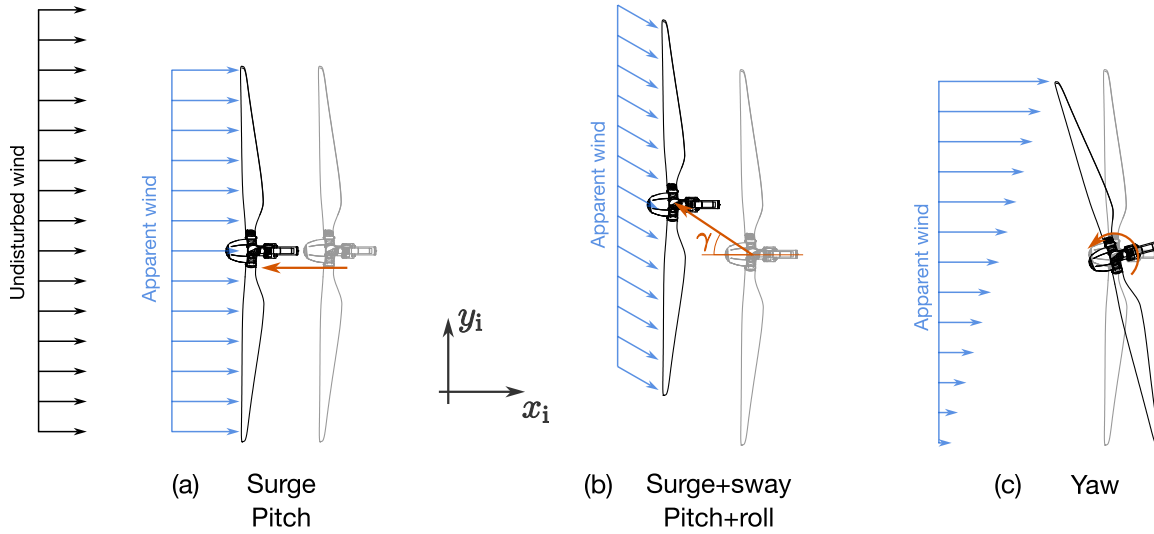 Undisturbed wind
Apparent wind
Apparent wind
γ
Apparent wind
y_i
x_i
(a) Surge
Pitch
(b) Surge+sway
Pitch+roll
(c) Yaw